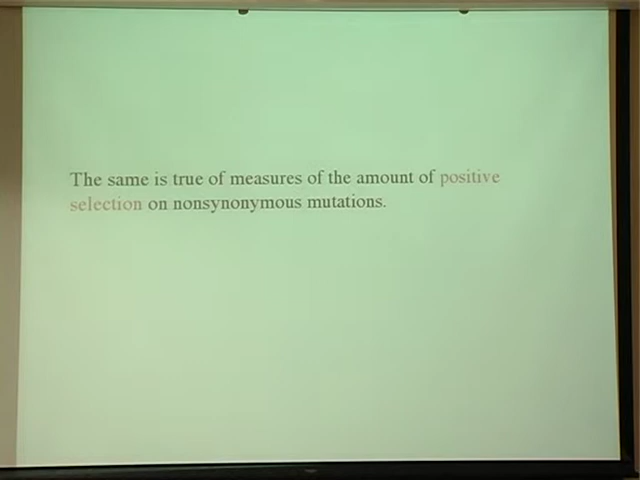 The same is true of measures of the amount of positive
selection on nonsynonymous mutations.